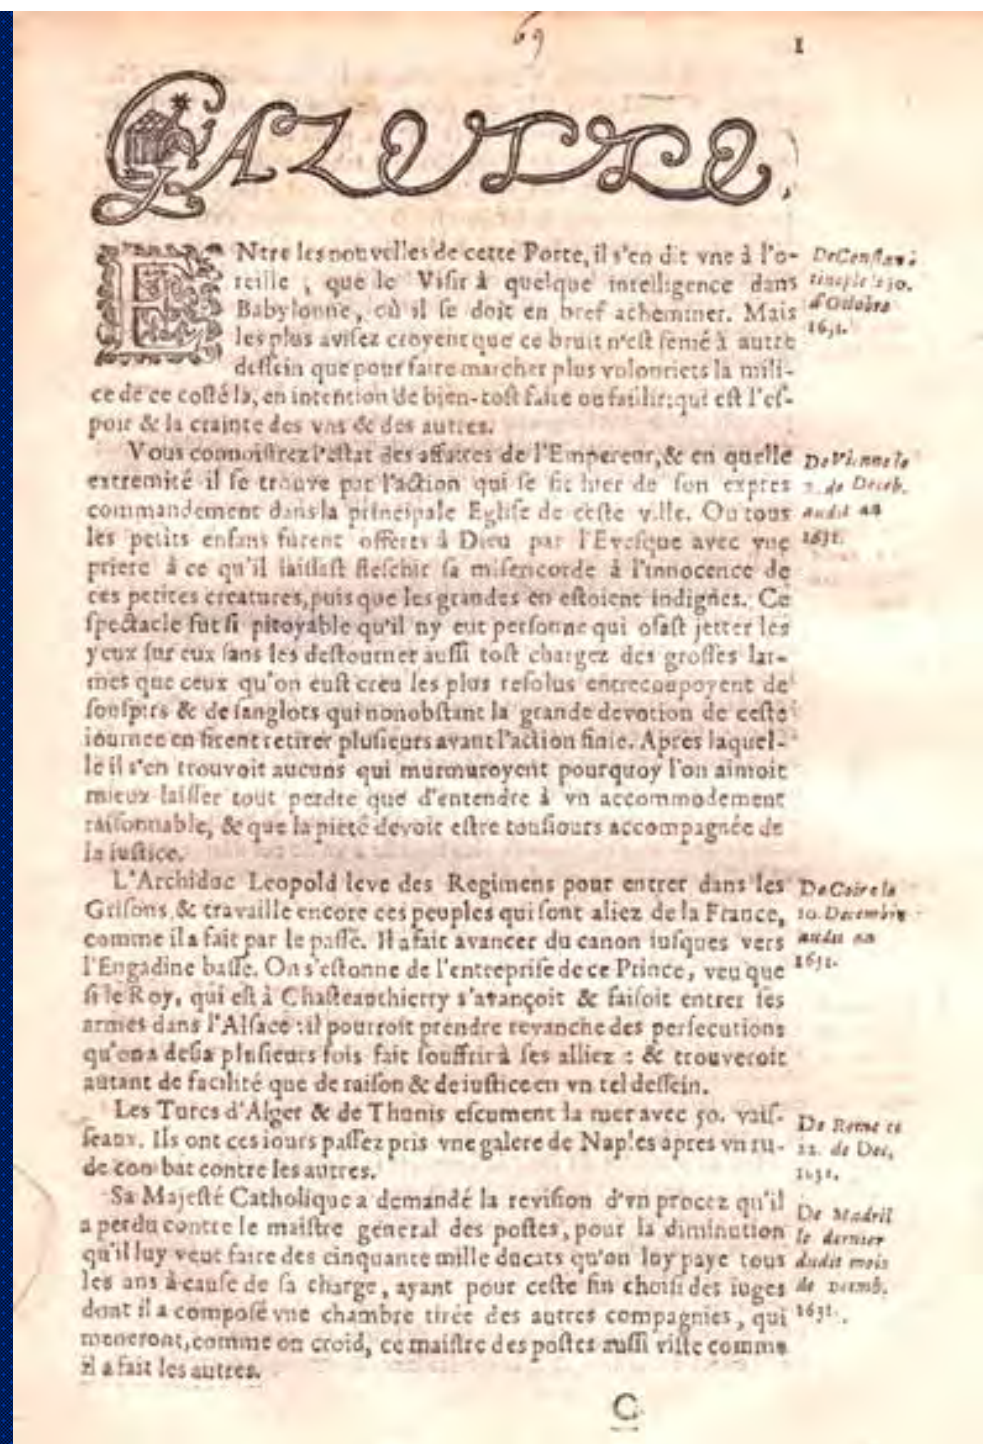 69
1
GAZETTE,
ENtre les nouvelles de cette Porte, il s'en dit vne à l'o-
reille, que le Viſir à quelque intelligence dans
Babylonne, où il ſe doit en bref acheminer. Mais
les plus aviſez croyent que ce bruit n'eſt ſemé à autre
deſſein que pour faire marcher plus volontiers la mili-
ce de ce coſté là, en intention de bien-toſt faire ou faillir: qui eſt l'eſ-
poir & la crainte des vns & des autres.
De Conſtan-
tinople
d'Octobre
1631.
Vous connoiſtrez l'eſtat des affaires de l'Empereur, & en quelle
extremité il ſe trouve par l'action qui ſe fit hier de ſon expres
commandement dans la principale Egliſe de ceſte ville. Ou tous
les petits enfans furent offerts à Dieu par l'Eveſque avec vne
priere à ce qu'il laiſſaſt fleſchir ſa miſericorde à l'innocence de
ces petites creatures, puis que les grandes en eſtoient indignes. Ce
ſpectacle fut ſi pitoyable qu'il ny eut perſonne qui oſaſt jetter les
yeux ſur eux ſans les deſtourner auſſi toſt chargez des groſſes lar-
mes que ceux qu'on euſt creu les plus reſolus entrecoupoyent de
ſouſpirs & de ſanglots qui nonobſtant la grande devotion de ceſte
iournee en firent retirer pluſieurs avant l'action finie. Apres laquel-
le il s'en trouvoit aucuns qui murmuroyent pourquoy l'on aimoit
mieux laiſſer tout perdre que d'entendre à vn accommodement
raiſonnable, & que la pieté devoit eſtre touſiours accompagnée de
la iuſtice.
De Vienne le
de Deceb.
audit an
1631.
L'Archiduc Leopold leve des Regimens pour entrer dans les
Griſons, & travaille encore ces peuples qui ſont aliez de la France,
comme il a fait par le paſſé. Il a fait avancer du canon iuſques vers
l'Engadine baſſe. On s'eſtonne de l'entrepriſe de ce Prince, veu que
ſi le Roy, qui eſt à Chaſteauthierry s'avançoit & faiſoit entrer ſes
armes dans l'Alſace: il pourroit prendre revanche des perſecutions
qu'on a deſia pluſieurs fois fait ſouffrir à ſes alliez: & trouveroit
autant de facilité que de raiſon & de iuſtice en vn tel deſſein.
De Coire le
10. Decembre
audit an
1631.
Les Turcs d'Alger & de Thunis eſcument la mer avec 50. vaiſ-
ſeaux. Ils ont ces iours paſſez pris vne galere de Naples apres vn ru-
de combat contre les autres.
De Rome ce
12. de Dec,
1631.
Sa Majeſté Catholique a demandé la reviſion d'vn procez qu'il
a perdu contre le maiſtre general des poſtes, pour la diminution
qu'il luy veut faire des cinquante mille ducats qu'on luy paye tous
les ans à cauſe de ſa charge, ayant pour ceſte fin choiſi des iuges
dont il a compoſé vne chambre tirée des autres compagnies, qui
meneront, comme on croid, ce maiſtre des poſtes auſſi viſte comme
il a fait les autres.
De Madril
le dernier
dudit mois
de
1631.
C